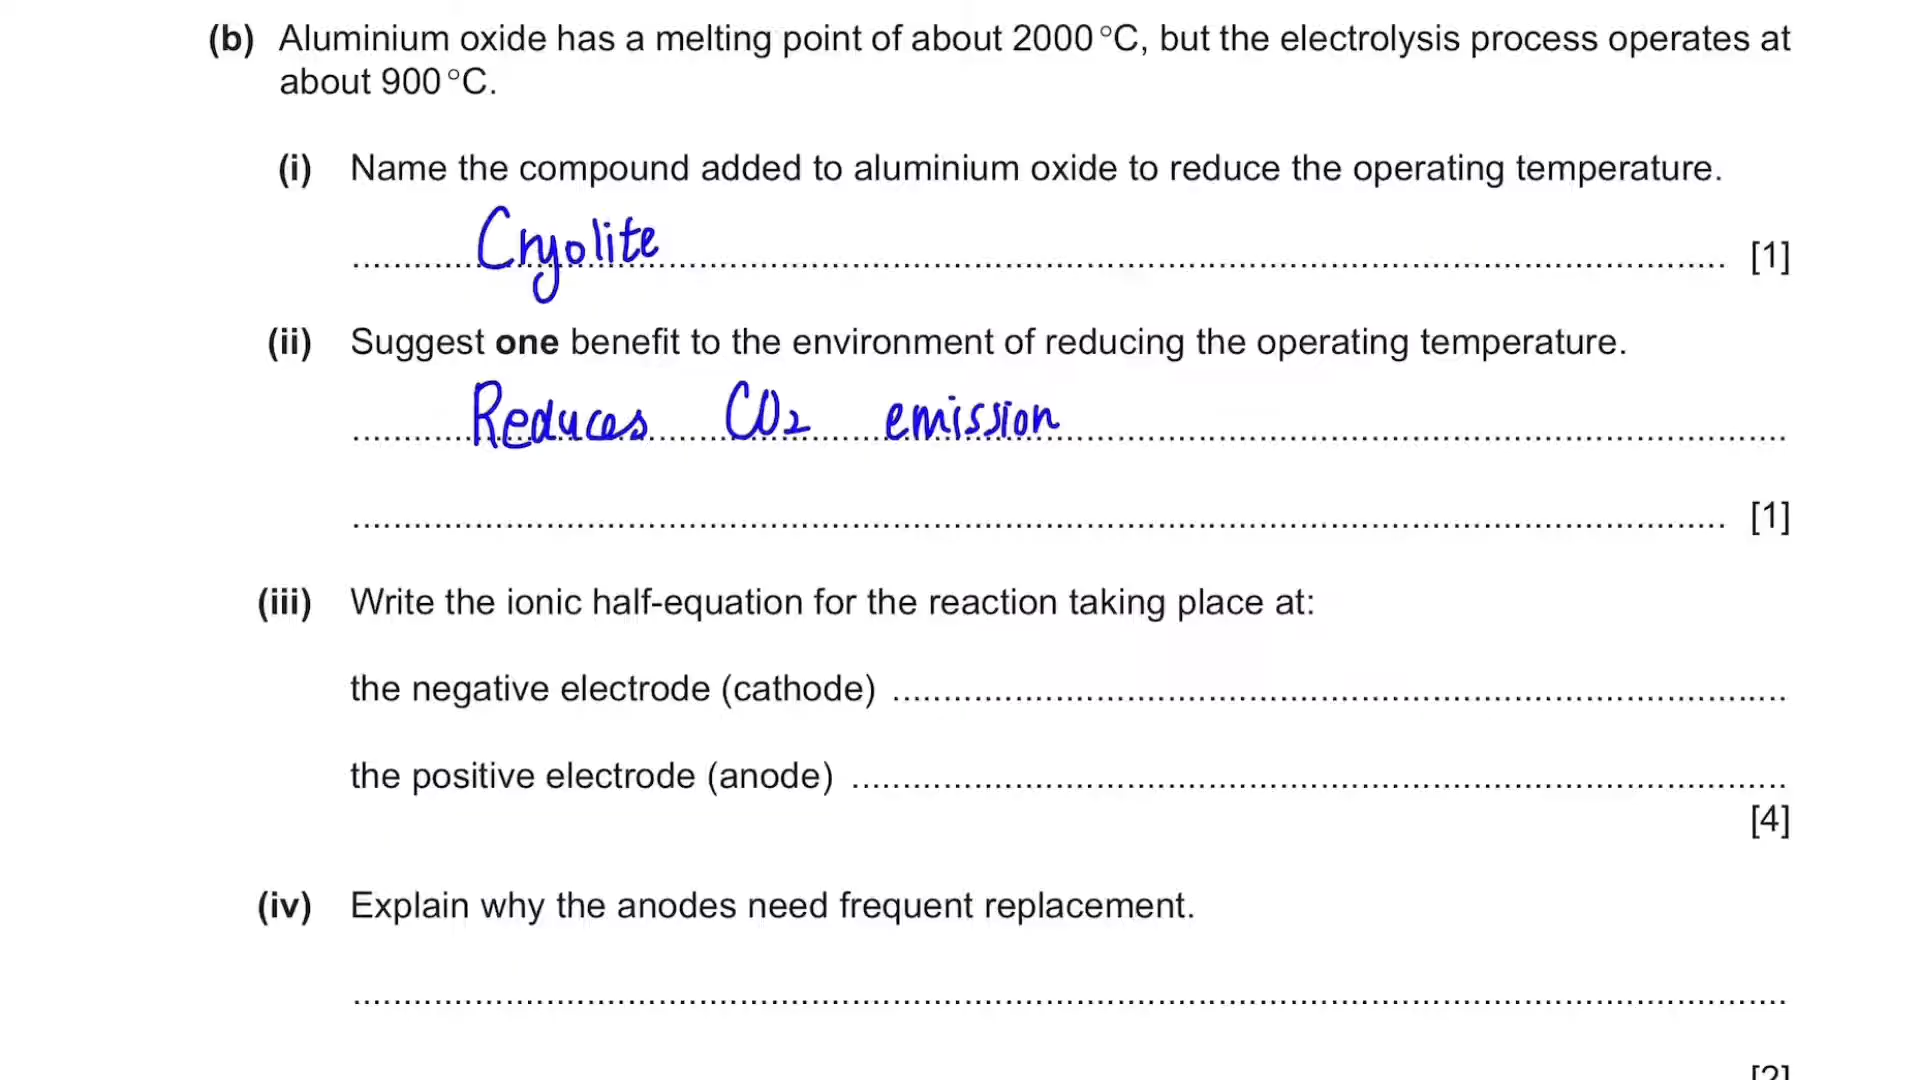 (b) Aluminium oxide has a melting point of about 2000 °C, but the electrolysis process operates at
about 900 °C.
(i) Name the compound added to aluminium oxide to reduce the operating temperature.
Cryolite [1]
(ii) Suggest one benefit to the environment of reducing the operating temperature.
Reduces CO2 emission
[1]
(iii) Write the ionic half-equation for the reaction taking place at:
the negative electrode (cathode)
the positive electrode (anode)
[4]
(iv) Explain why the anodes need frequent replacement.
[2]